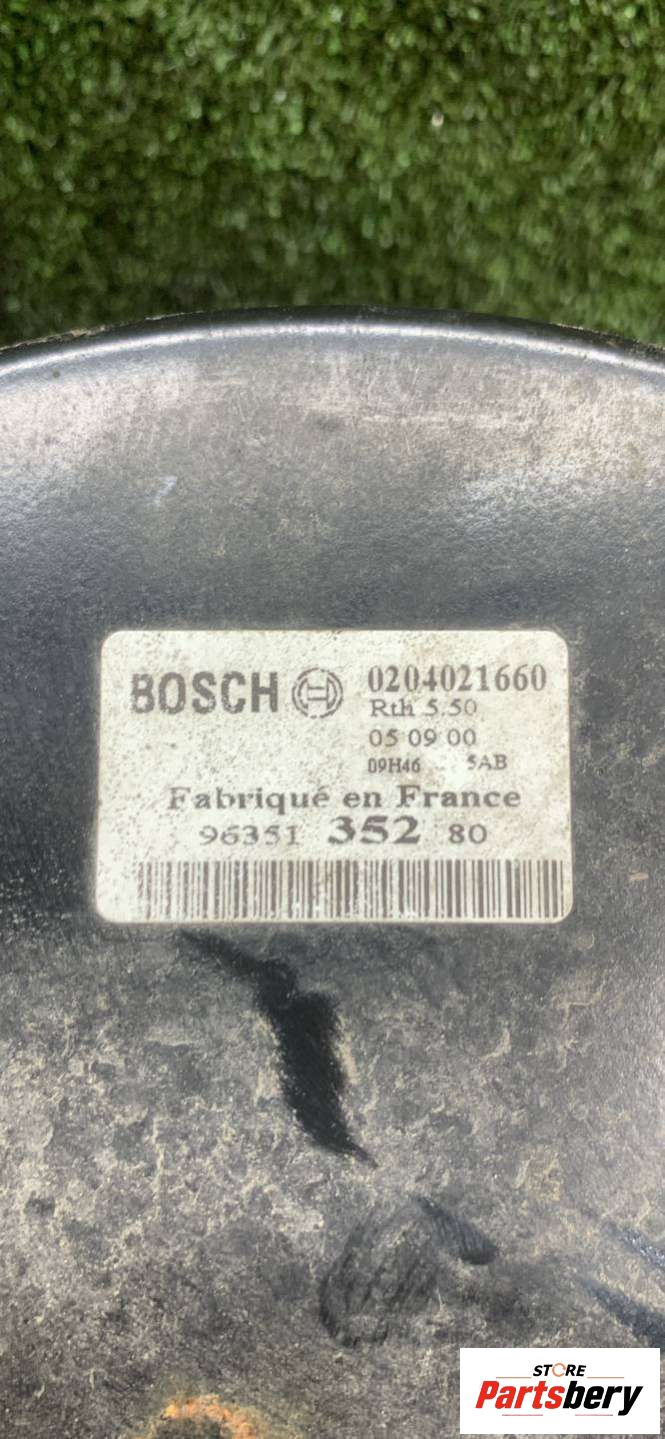 BOSCH 0204021660
Rth 5.50
05 09 00
09H46 5AB
Fabriqué en France
96351 352 80
STORE
Partsbery